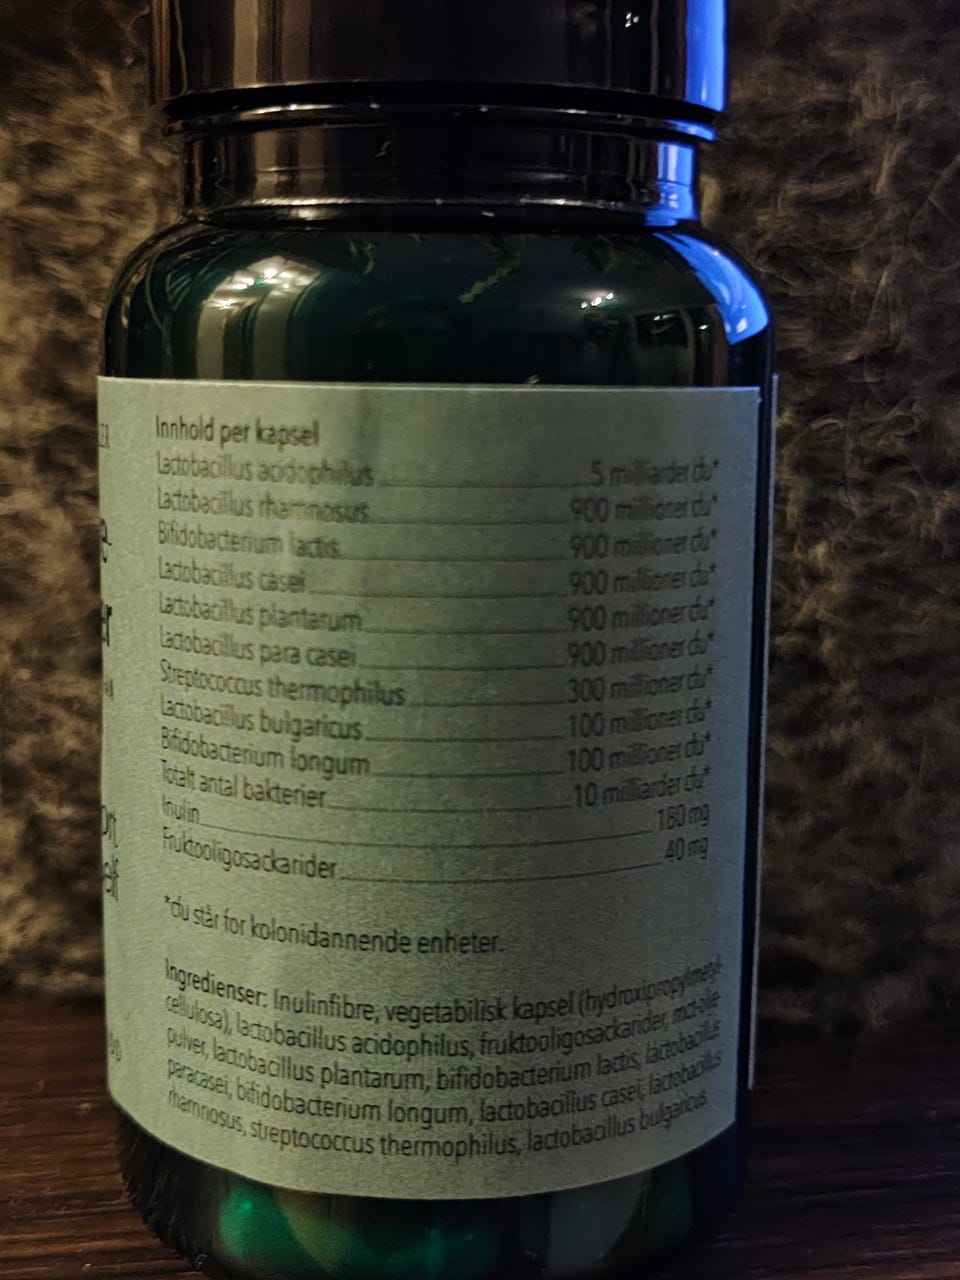 Innhold per kapsel
Lactobacillus acidophilus 5 milliarder cfu*
Lactobacillus rhamnosus 900 millioner cfu*
Bifidobacterium lactis 900 millioner cfu*
Lactobacillus casei 900 millioner cfu*
Lactobacillus plantarum 900 millioner cfu*
Lactobacillus para casei 900 millioner cfu*
Streptococcus thermophilus 300 millioner cfu*
Lactobacillus bulgaricus 100 millioner cfu*
Bifidobacterium longum 100 millioner cfu*
Totalt antal bakterier 10 milliarder cfu*
Inulin 180 mg
Fruktooligosackarider 40 mg
*cfu står for kolonidannende enheter.
Ingredienser: Inulinfibre, vegetabilisk kapsel (hydroxipropylmetyl-
cellulosa), lactobacillus acidophilus, fruktooligosackarider, mct-olje
pulver, lactobacillus plantarum, bifidobacterium lactis, lactobacillus
paracasei, bifidobacterium longum, lactobacillus casei, lactobacillus
rhamnosus, streptococcus thermophilus, lactobacillus bulgaricus.